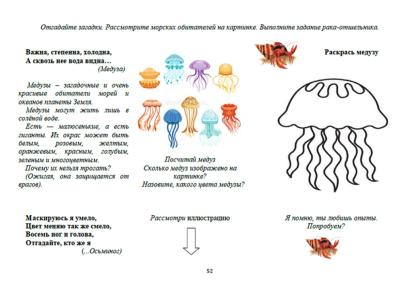 Отгадайте загадки. Рассмотрите морских обитателей на картинке. Выполните задание рака-отшельника.
Важна, степенна, холодна,
А сквозь нее вода видна…
(Медуза)
Медузы – загадочные и очень
красивые обитатели морей и
океанов планеты Земля.
Медузы могут жить лишь в
солёной воде.
Есть — малюсенькие, а есть
гиганты. Их окрас может быть
белым, розовым, желтым,
оранжевым, красным, голубым,
зеленым и многоцветным.
Почему их нельзя трогать?
(Ожигая, она защищается от
врагов).
Посчитай медуз
Сколько медуз изображено на
картинке?
Назовите, какого цвета медузы?
Раскрась медузу
Маскируюсь я умело,
Цвет меняю так же смело,
Восемь ног и голова,
Отгадайте, кто же я
(...Осьминог)
Рассмотри иллюстрацию
Я помню, ты любишь опыты.
Попробуем?
52